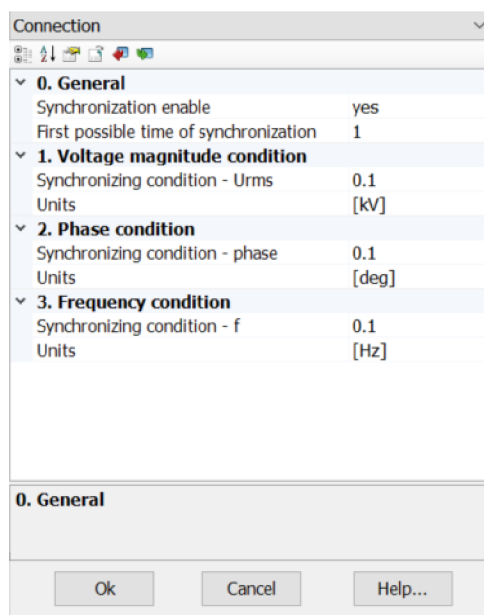 Connection
0. General
Synchronization enable yes
First possible time of synchronization 1
1. Voltage magnitude condition
Synchronizing condition - Urms 0.1
Units [kV]
2. Phase condition
Synchronizing condition - phase 0.1
Units [deg]
3. Frequency condition
Synchronizing condition - f 0.1
Units [Hz]
0. General
Ok Cancel Help...